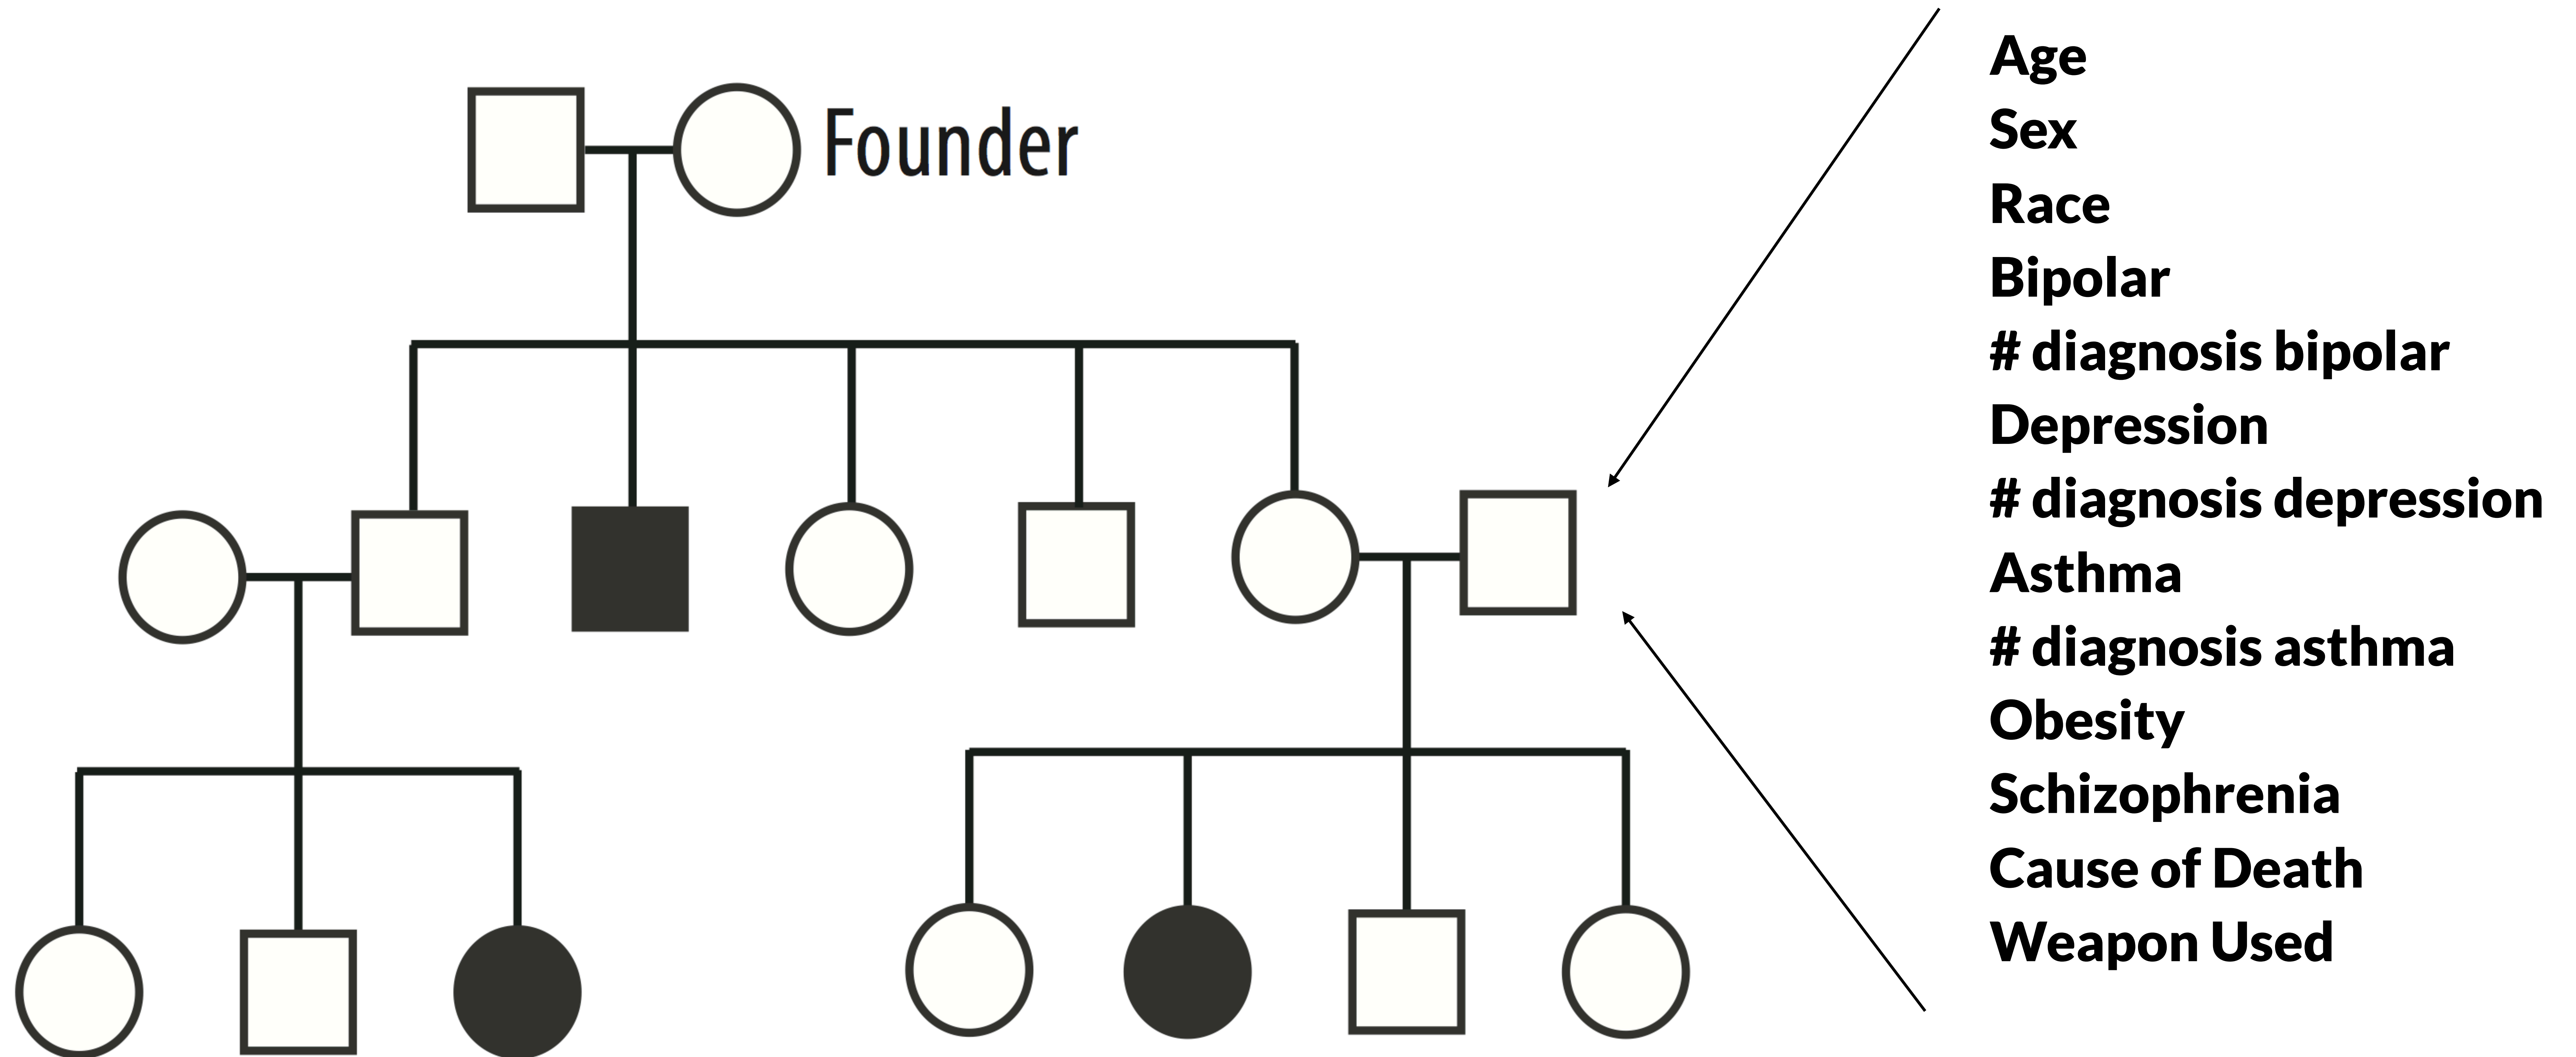 Founder
Age
Sex
Race
Bipolar
# diagnosis bipolar
Depression
# diagnosis depression
Asthma
# diagnosis asthma
Obesity
Schizophrenia
Cause of Death
Weapon Used